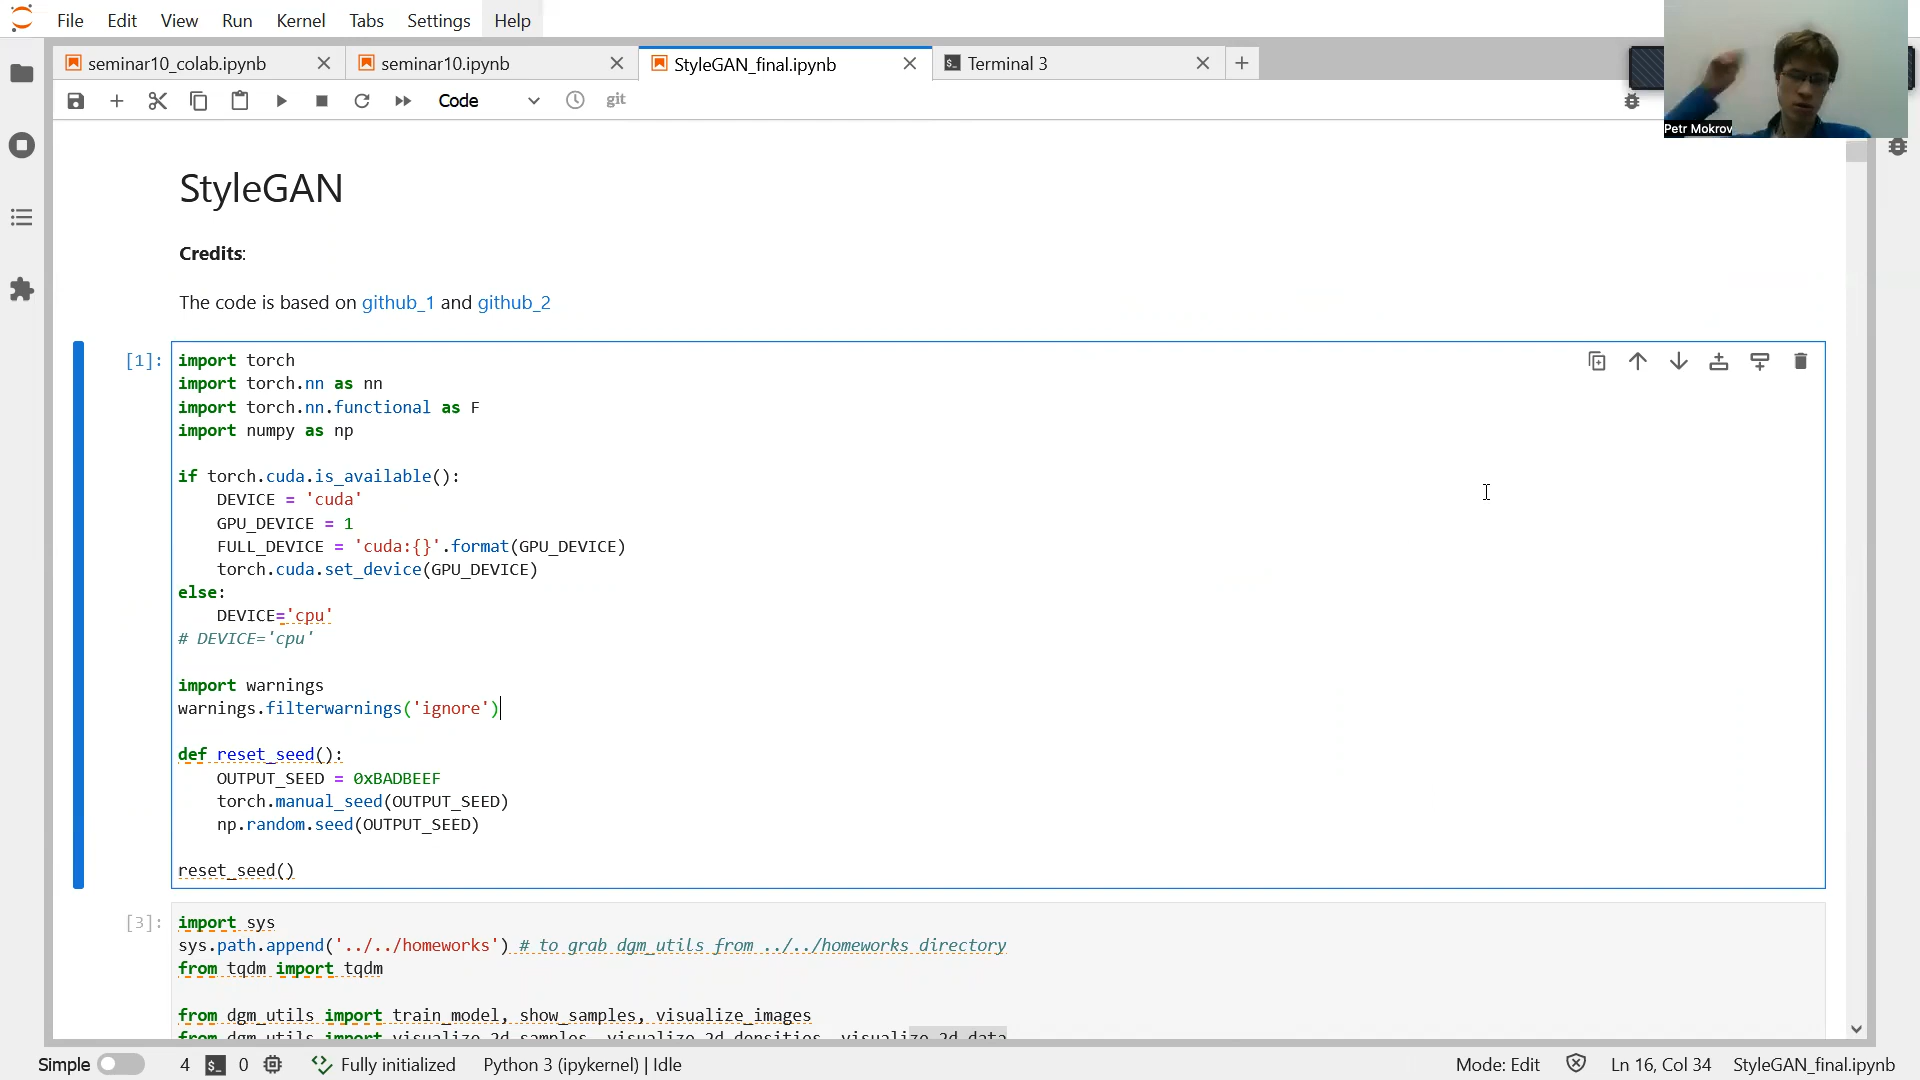 File Edit View Run Kernel Tabs Settings Help
seminar10_colab.ipynb seminar10.ipynb StyleGAN_final.ipynb Terminal 3
Code git
Petr Mokrov
StyleGAN
Credits:
The code is based on github_1 and github_2
[1]:
import torch
import torch.nn as nn
import torch.nn.functional as F
import numpy as np
if torch.cuda.is_available():
DEVICE = 'cuda'
GPU_DEVICE = 1
FULL_DEVICE = 'cuda:{}'.format(GPU_DEVICE)
torch.cuda.set_device(GPU_DEVICE)
else:
DEVICE='cpu'
# DEVICE='cpu'
import warnings
warnings.filterwarnings('ignore')
def reset_seed():
OUTPUT_SEED = 0xBADBEEF
torch.manual_seed(OUTPUT_SEED)
np.random.seed(OUTPUT_SEED)
reset_seed()
[3]:
import sys
sys.path.append('../../homeworks') # to grab dgm_utils from ../../homeworks directory
from tqdm import tqdm
from dgm_utils import train_model, show_samples, visualize_images
from dgm_utils import visualize_2d_samples, visualize_2d_densities, visualize_2d_data
Simple 4 0 Fully initialized Python 3 (ipykernel) | Idle Mode: Edit Ln 16, Col 34 StyleGAN_final.ipynb